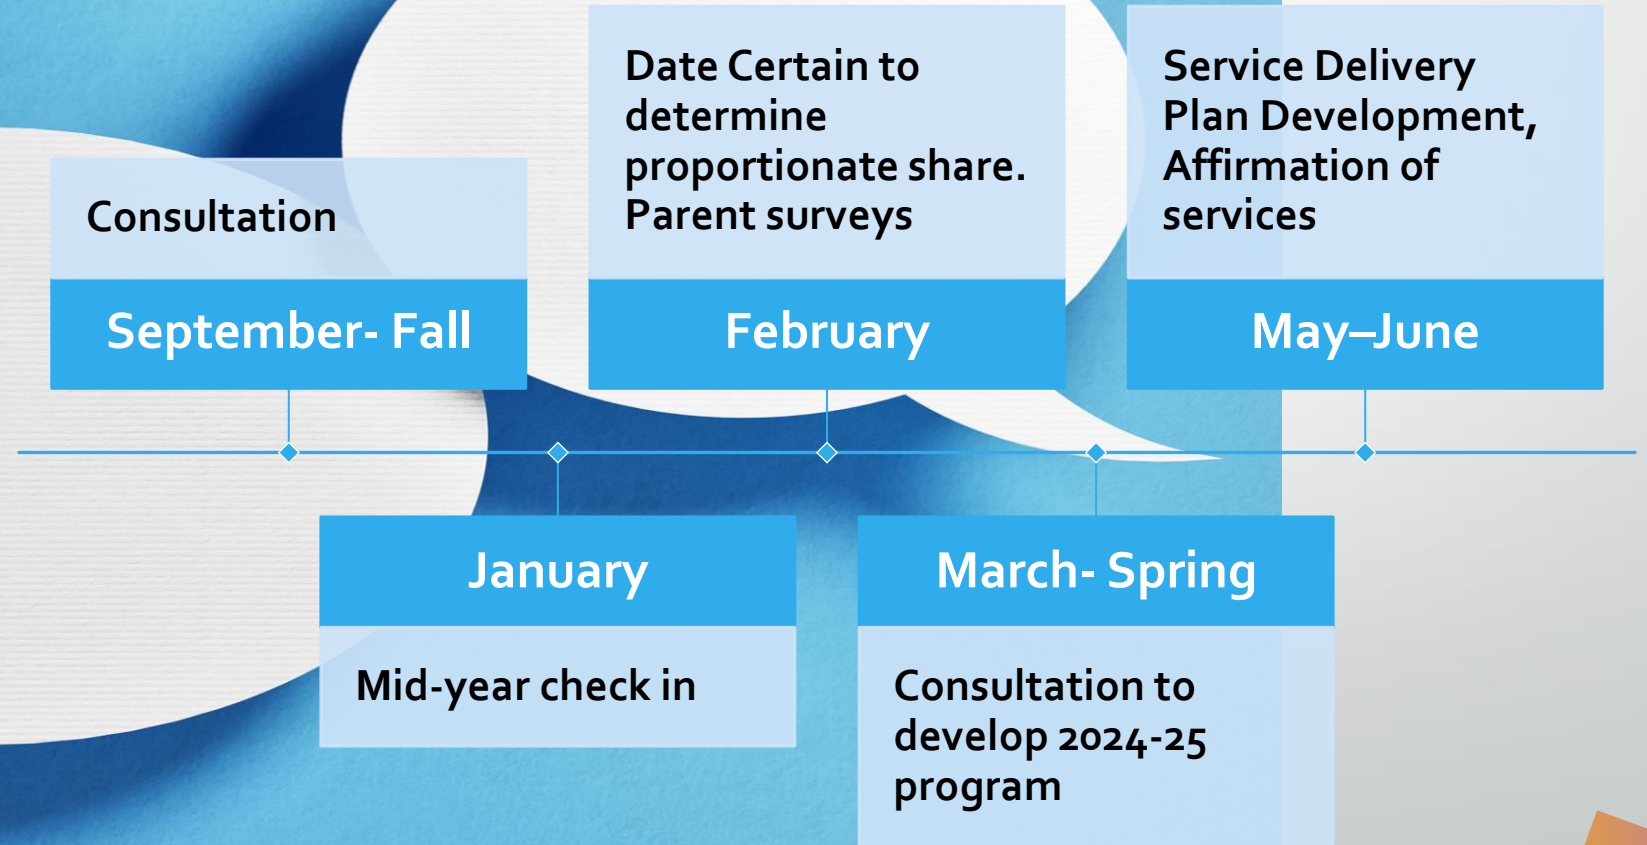 Consultation
September- Fall
January
Mid-year check in
Date Certain to
determine
proportionate share.
Parent surveys
February
March- Spring
Consultation to
develop 2024-25
program
Service Delivery
Plan Development,
Affirmation of
services
May–June